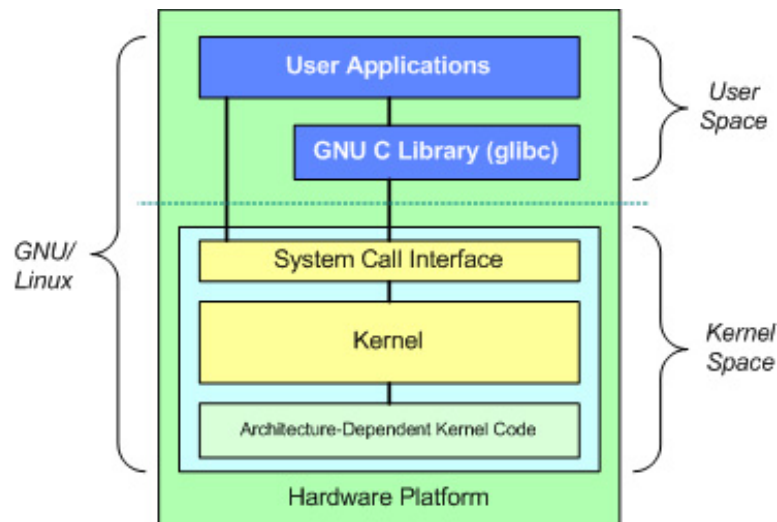 User Applications
GNU C Library (glibc)
User
Space
GNU/
Linux
System Call Interface
Kernel
Architecture-Dependent Kernel Code
Kernel
Space
Hardware Platform